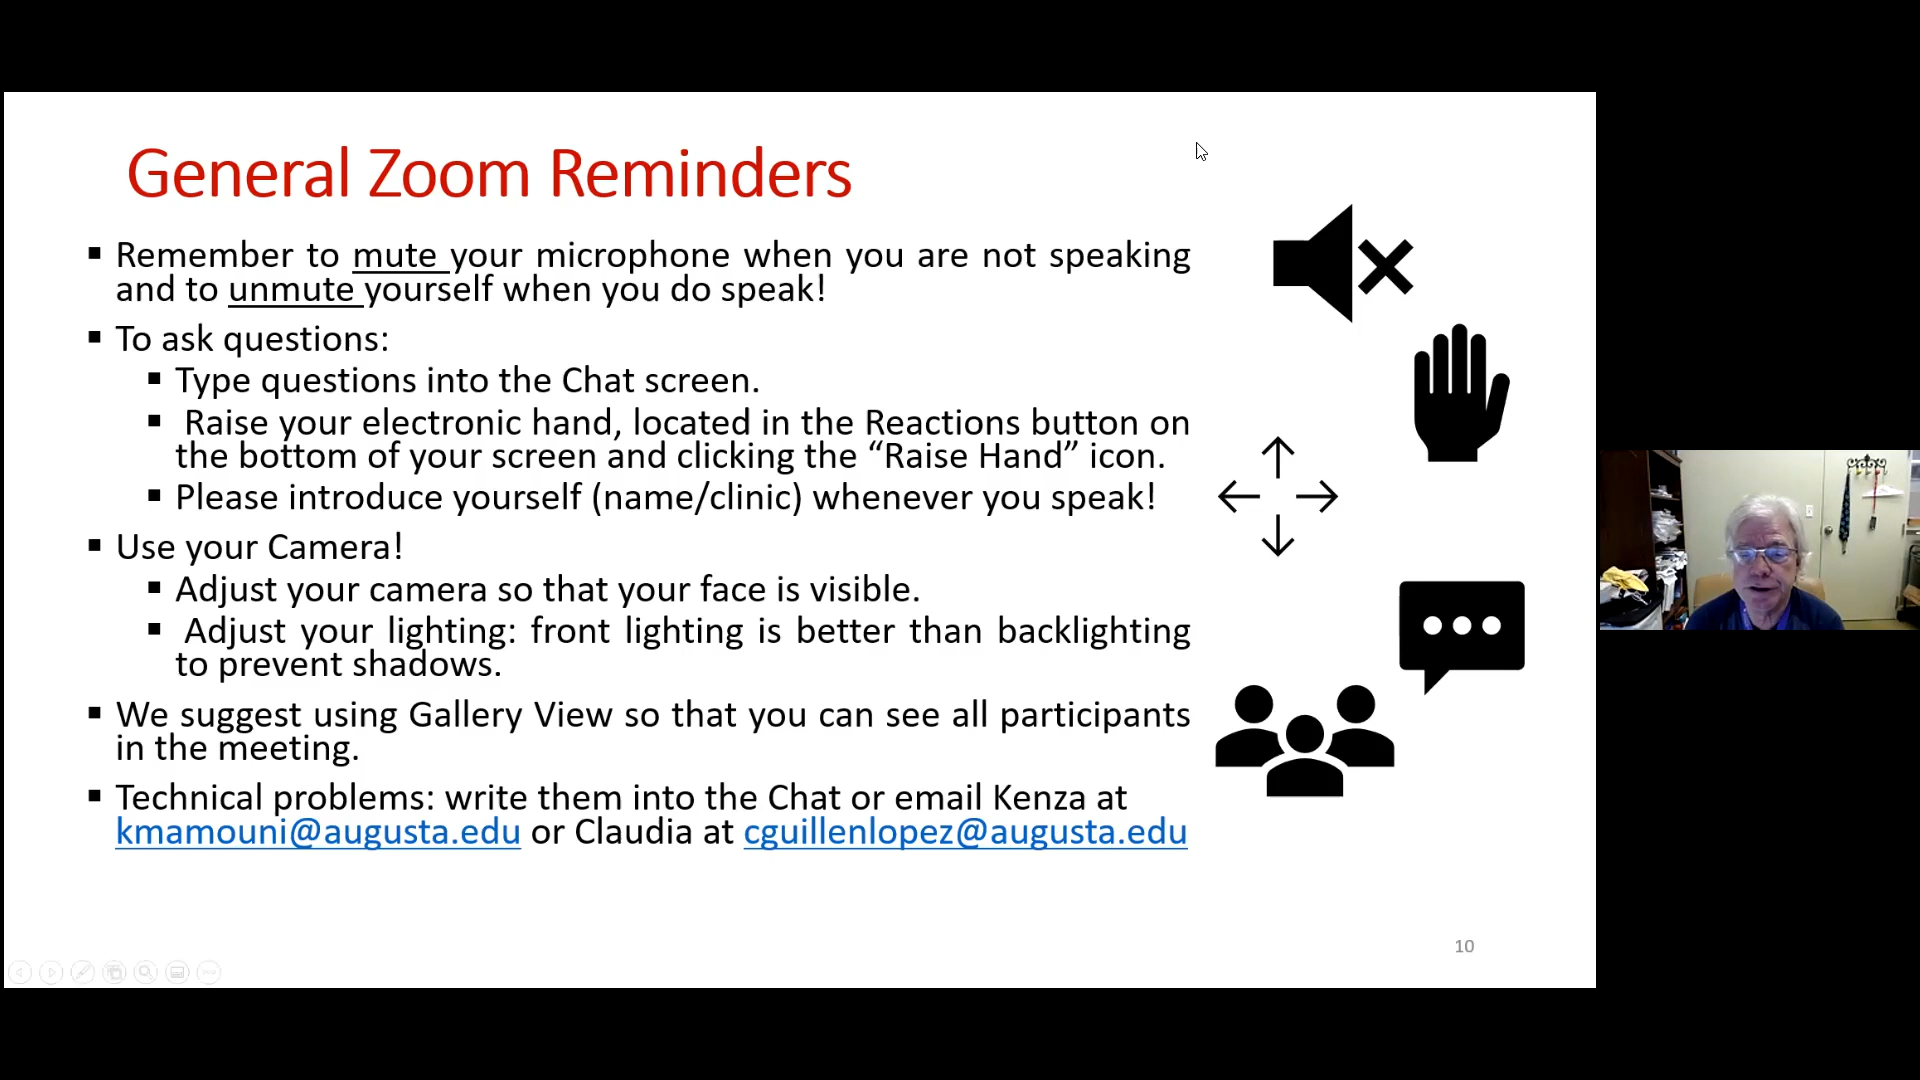 General Zoom Reminders
▪ Remember to mute your microphone when you are not speaking
and to unmute yourself when you do speak!
▪ To ask questions:
▪ Type questions into the Chat screen.
▪ Raise your electronic hand, located in the Reactions button on
the bottom of your screen and clicking the “Raise Hand” icon.
▪ Please introduce yourself (name/clinic) whenever you speak!
▪ Use your Camera!
▪ Adjust your camera so that your face is visible.
▪ Adjust your lighting: front lighting is better than backlighting
to prevent shadows.
▪ We suggest using Gallery View so that you can see all participants
in the meeting.
▪ Technical problems: write them into the Chat or email Kenza at
kmamouni@augusta.edu or Claudia at cguillenlopez@augusta.edu
10